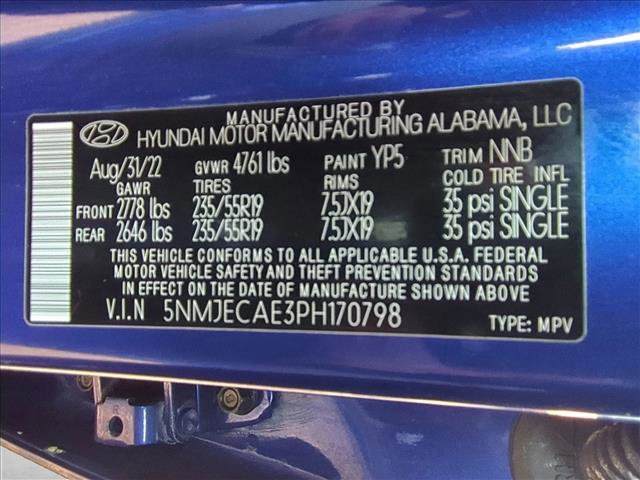 MANUFACTURED BY
HYUNDAI MOTOR MANUFACTURING ALABAMA, LLC
Aug/31/22 GVWR 4761 lbs PAINT YP5 TRIM NNB
GAWR TIRES RIMS COLD TIRE INFL
FRONT 2778 lbs 235/55R19 7.5JX19 35 psi SINGLE
REAR 2646 lbs 235/55R19 7.5JX19 35 psi SINGLE
THIS VEHICLE CONFORMS TO ALL APPLICABLE U.S.A. FEDERAL
MOTOR VEHICLE SAFETY AND THEFT PREVENTION STANDARDS
IN EFFECT ON THE DATE OF MANUFACTURE SHOWN ABOVE
V.I.N 5NMJECAE3PH170798 TYPE: MPV